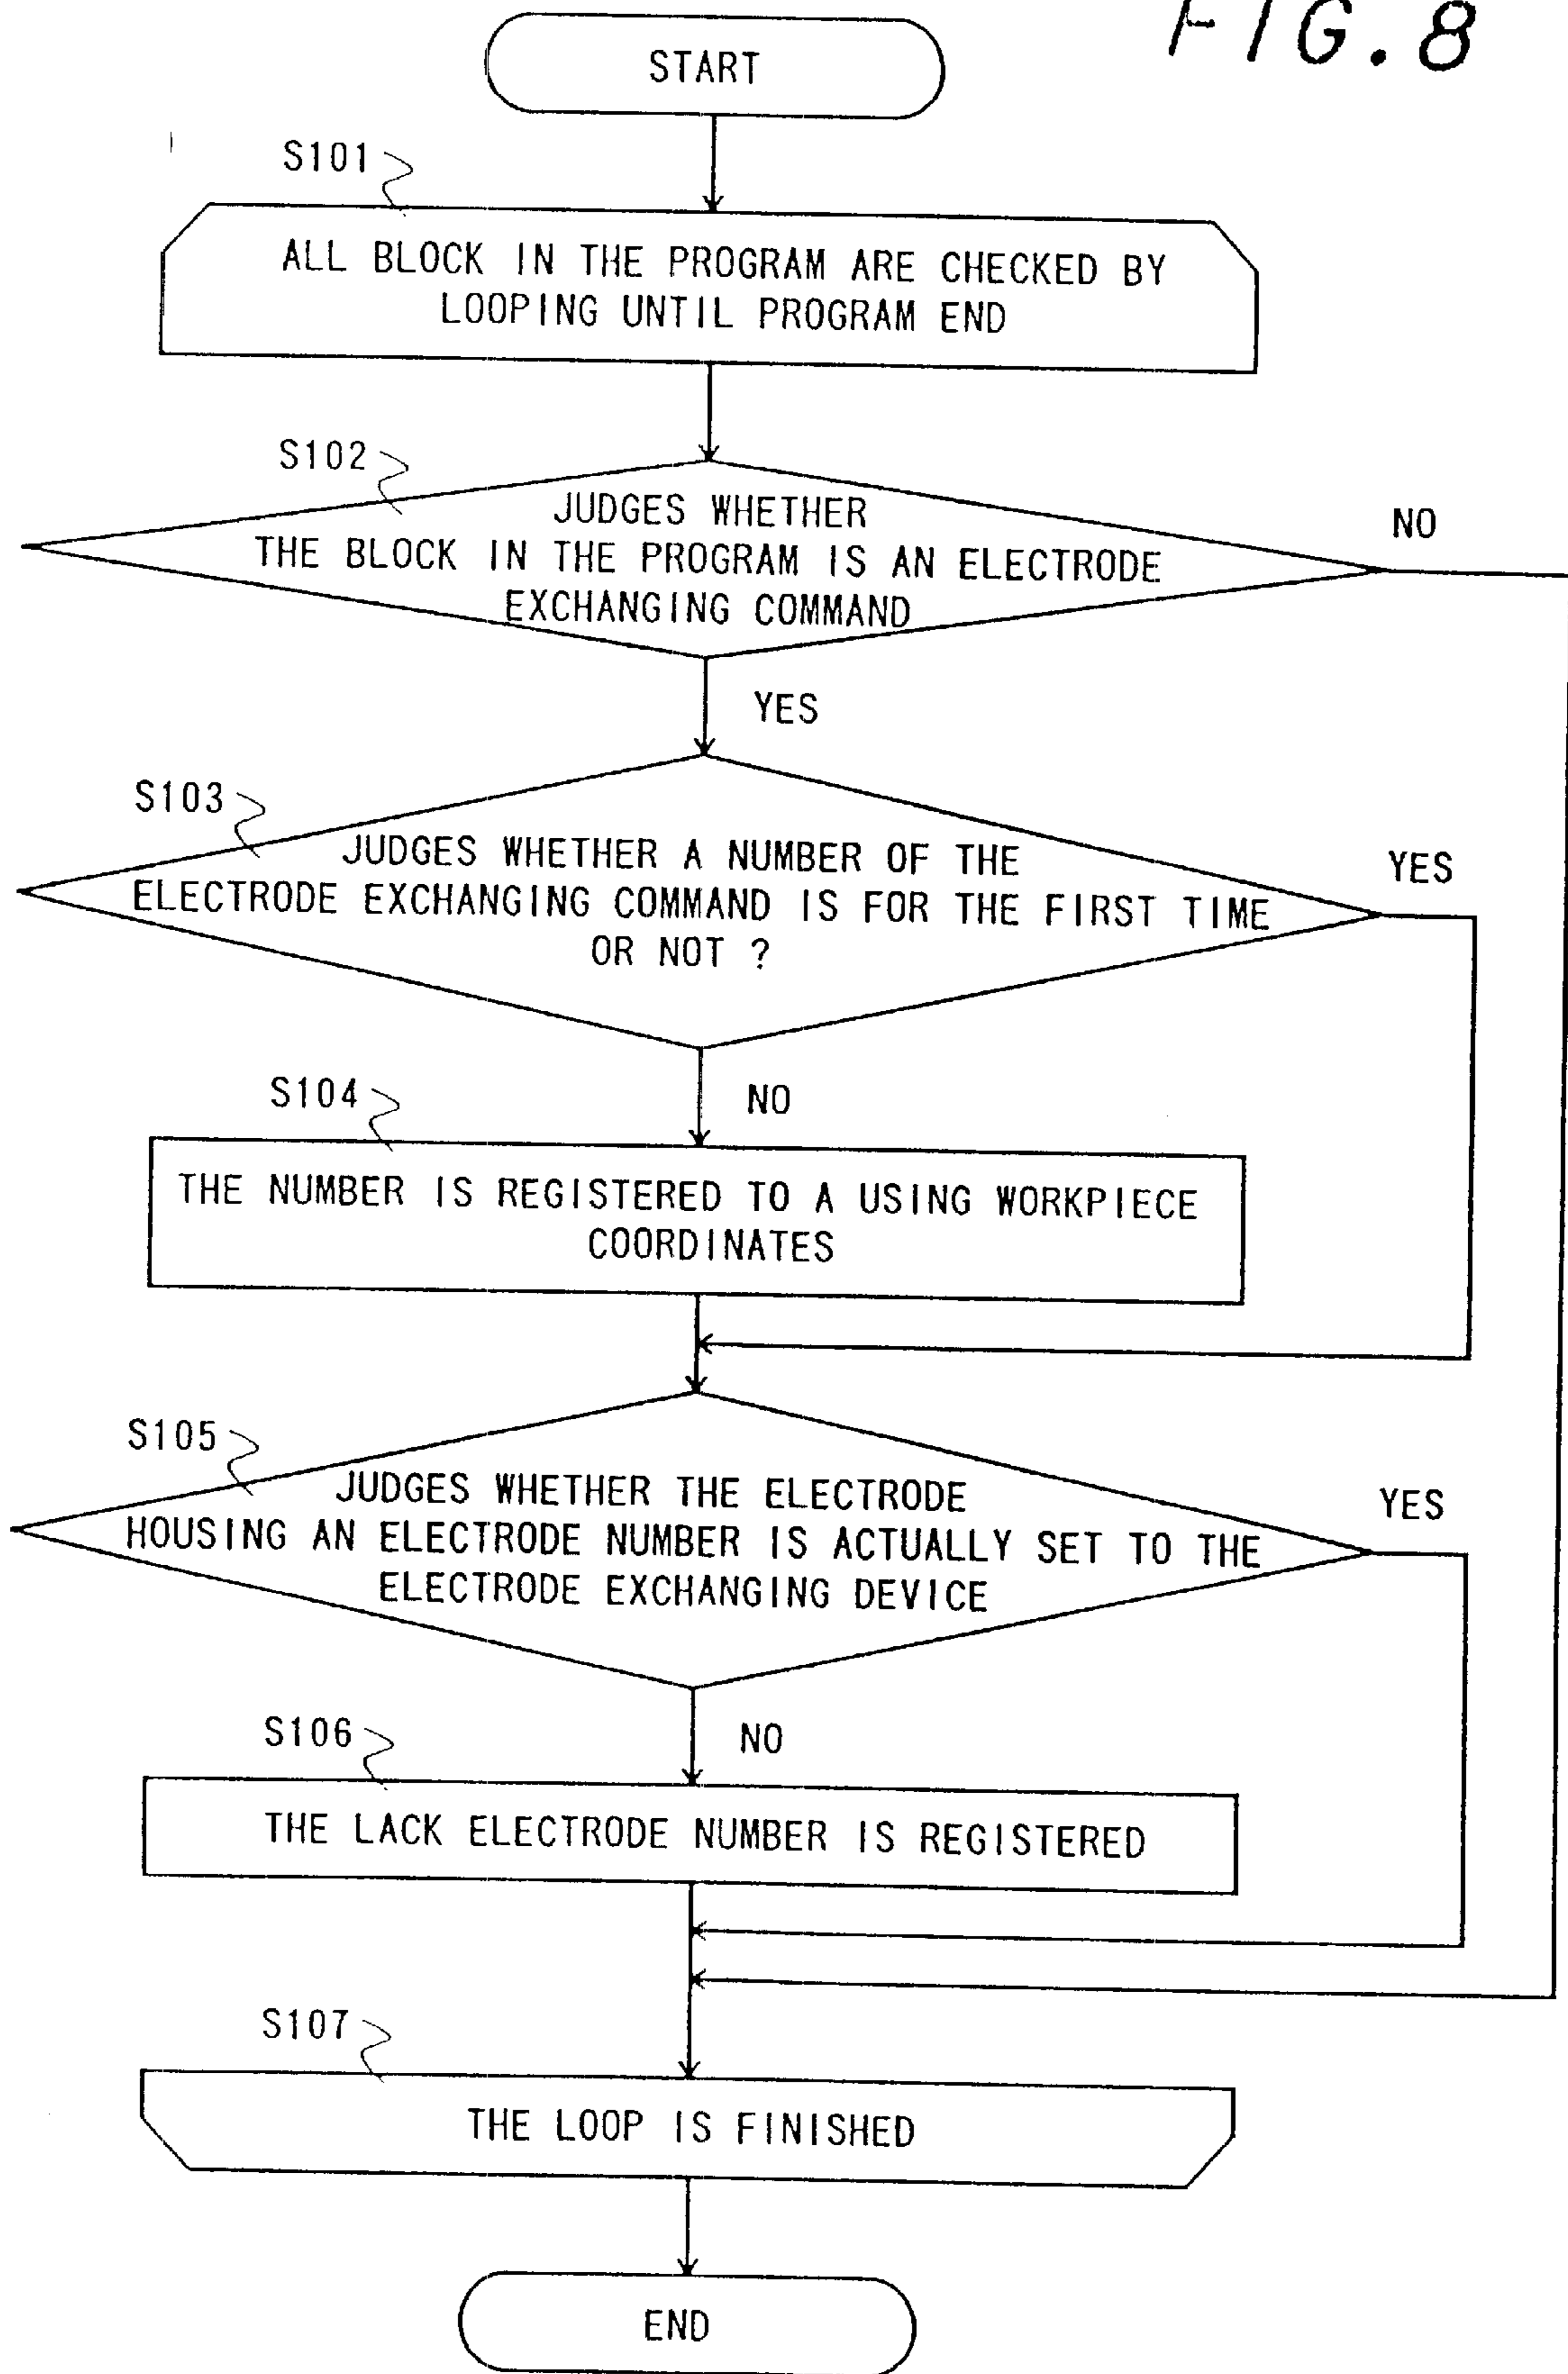 FIG. 8
START
S101
ALL BLOCK IN THE PROGRAM ARE CHECKED BY
LOOPING UNTIL PROGRAM END
S102
JUDGES WHETHER
THE BLOCK IN THE PROGRAM IS AN ELECTRODE
EXCHANGING COMMAND
NO
YES
S103
JUDGES WHETHER A NUMBER OF THE
ELECTRODE EXCHANGING COMMAND IS FOR THE FIRST TIME
OR NOT ?
YES
NO
S104
THE NUMBER IS REGISTERED TO A USING WORKPIECE
COORDINATES
S105
JUDGES WHETHER THE ELECTRODE
HOUSING AN ELECTRODE NUMBER IS ACTUALLY SET TO THE
ELECTRODE EXCHANGING DEVICE
YES
NO
S106
THE LACK ELECTRODE NUMBER IS REGISTERED
S107
THE LOOP IS FINISHED
END